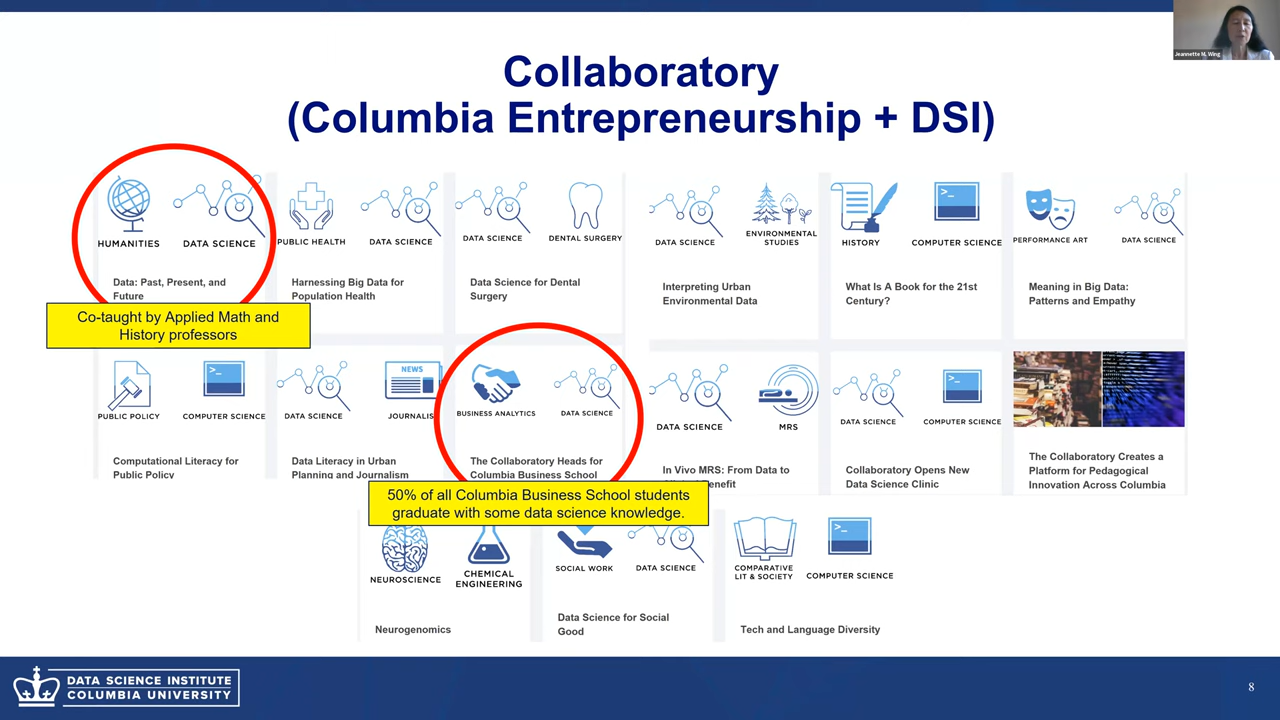 Jeannette M. Wing
Collaboratory
(Columbia Entrepreneurship + DSI)
HUMANITIES
DATA SCIENCE
Data: Past, Present, and
Future
PUBLIC HEALTH
DATA SCIENCE
Harnessing Big Data for
Population Health
DATA SCIENCE
DENTAL SURGERY
Data Science for Dental
Surgery
DATA SCIENCE
ENVIRONMENTAL
STUDIES
Interpreting Urban
Environmental Data
HISTORY
COMPUTER SCIENCE
What Is A Book for the 21st
Century?
PERFORMANCE ART
DATA SCIENCE
Meaning in Big Data:
Patterns and Empathy
Co-taught by Applied Math and
History professors
PUBLIC POLICY
>_
COMPUTER SCIENCE
Computational Literacy for
Public Policy
DATA SCIENCE
NEWS
JOURNALIS
Data Literacy in Urban
Planning and Journalism
BUSINESS ANALYTICS
DATA SCIENCE
The Collaboratory Heads for
Columbia Business School
DATA SCIENCE
MRS
In Vivo MRS: From Data to
nefit
DATA SCIENCE
>_
COMPUTER SCIENCE
Collaboratory Opens New
Data Science Clinic
The Collaboratory Creates a
Platform for Pedagogical
Innovation Across Columbia
50% of all Columbia Business School students
graduate with some data science knowledge.
NEUROSCIENCE
CHEMICAL
ENGINEERING
Neurogenomics
SOCIAL WORK
DATA SCIENCE
Data Science for Social
Good
COMPARATIVE
LIT & SOCIETY
>_
COMPUTER SCIENCE
Tech and Language Diversity
DATA SCIENCE INSTITUTE
COLUMBIA UNIVERSITY
8